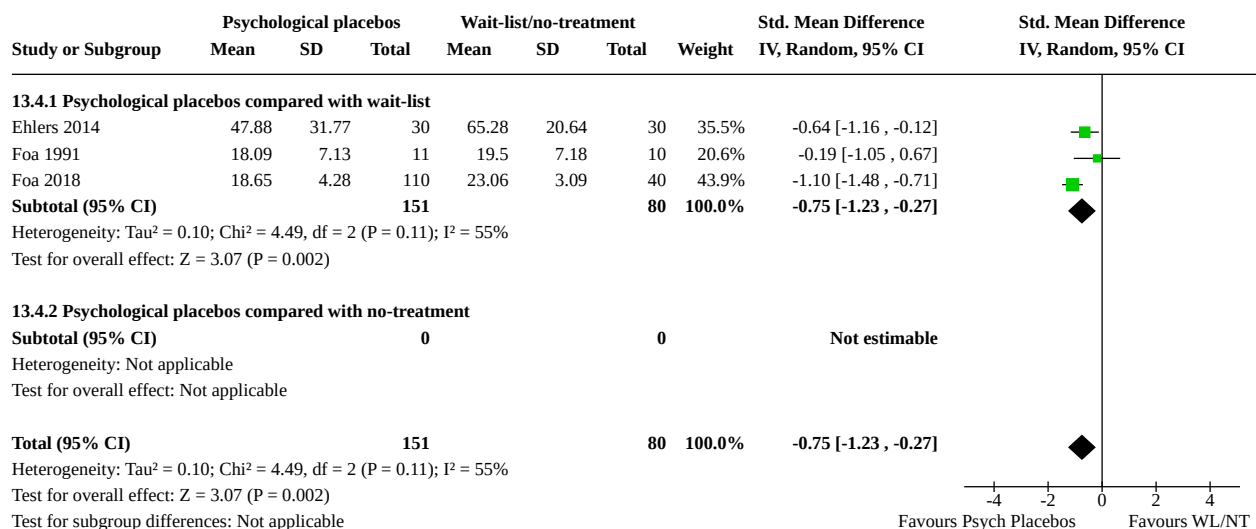 Psychological placebos Wait-list/no-treatment Std. Mean Difference Std. Mean Difference
Study or Subgroup Mean SD Total Mean SD Total Weight IV, Random, 95% CI IV, Random, 95% CI
13.4.1 Psychological placebos compared with wait-list
Ehlers 2014 47.88 31.77 30 65.28 20.64 30 35.5% -0.64 [-1.16 , -0.12]
Foa 1991 18.09 7.13 11 19.5 7.18 10 20.6% -0.19 [-1.05 , 0.67]
Foa 2018 18.65 4.28 110 23.06 3.09 40 43.9% -1.10 [-1.48 , -0.71]
Subtotal (95% CI) 151 80 100.0% -0.75 [-1.23 , -0.27]
Heterogeneity: Tau² = 0.10; Chi² = 4.49, df = 2 (P = 0.11); I² = 55%
Test for overall effect: Z = 3.07 (P = 0.002)
13.4.2 Psychological placebos compared with no-treatment
Subtotal (95% CI) 0 0 Not estimable
Heterogeneity: Not applicable
Test for overall effect: Not applicable
Total (95% CI) 151 80 100.0% -0.75 [-1.23 , -0.27]
Heterogeneity: Tau² = 0.10; Chi² = 4.49, df = 2 (P = 0.11); I² = 55%
Test for overall effect: Z = 3.07 (P = 0.002)
-4 -2 0 2 4
Test for subgroup differences: Not applicable Favours Psych Placebos Favours WL/NT